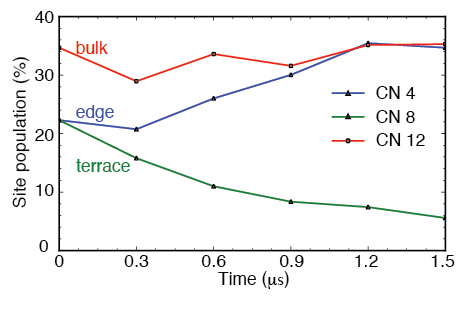 40
bulk
30
CN 4
edge
CN 8
20
CN 12
terrace
10
0
0 0.3 0.6 0.9 1.2 1.5
Site population (%)
Time (μs)